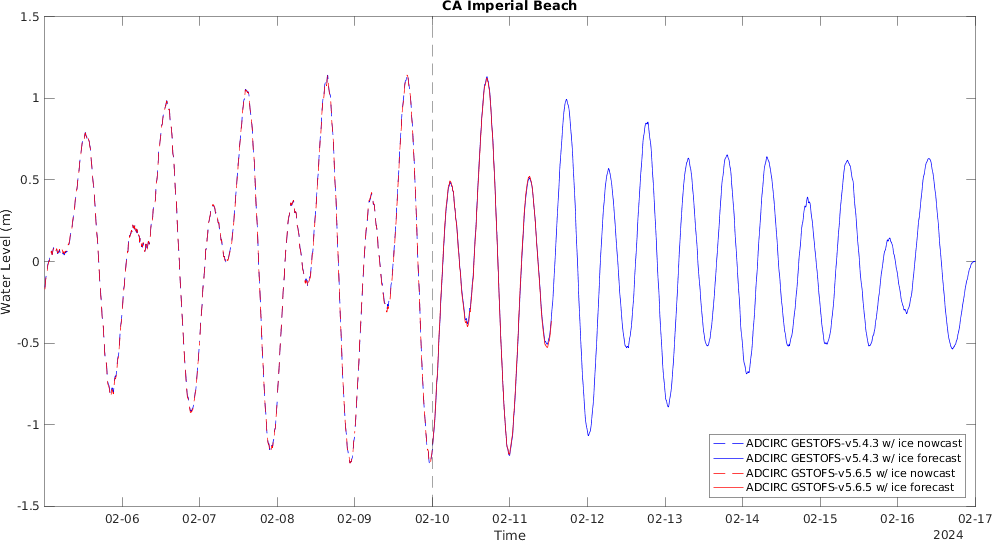 CA Imperial Beach
1.5
1
0.5
0
-0.5
-1
-1.5
Water Level (m)
02-06 02-07 02-08 02-09 02-10 02-11 02-12 02-13 02-14 02-15 02-16 02-17
Time
2024
ADCIRC GESTOFS-v5.4.3 w/ ice nowcast
ADCIRC GESTOFS-v5.4.3 w/ ice forecast
ADCIRC GSTOFS-v5.6.5 w/ ice nowcast
ADCIRC GSTOFS-v5.6.5 w/ ice forecast